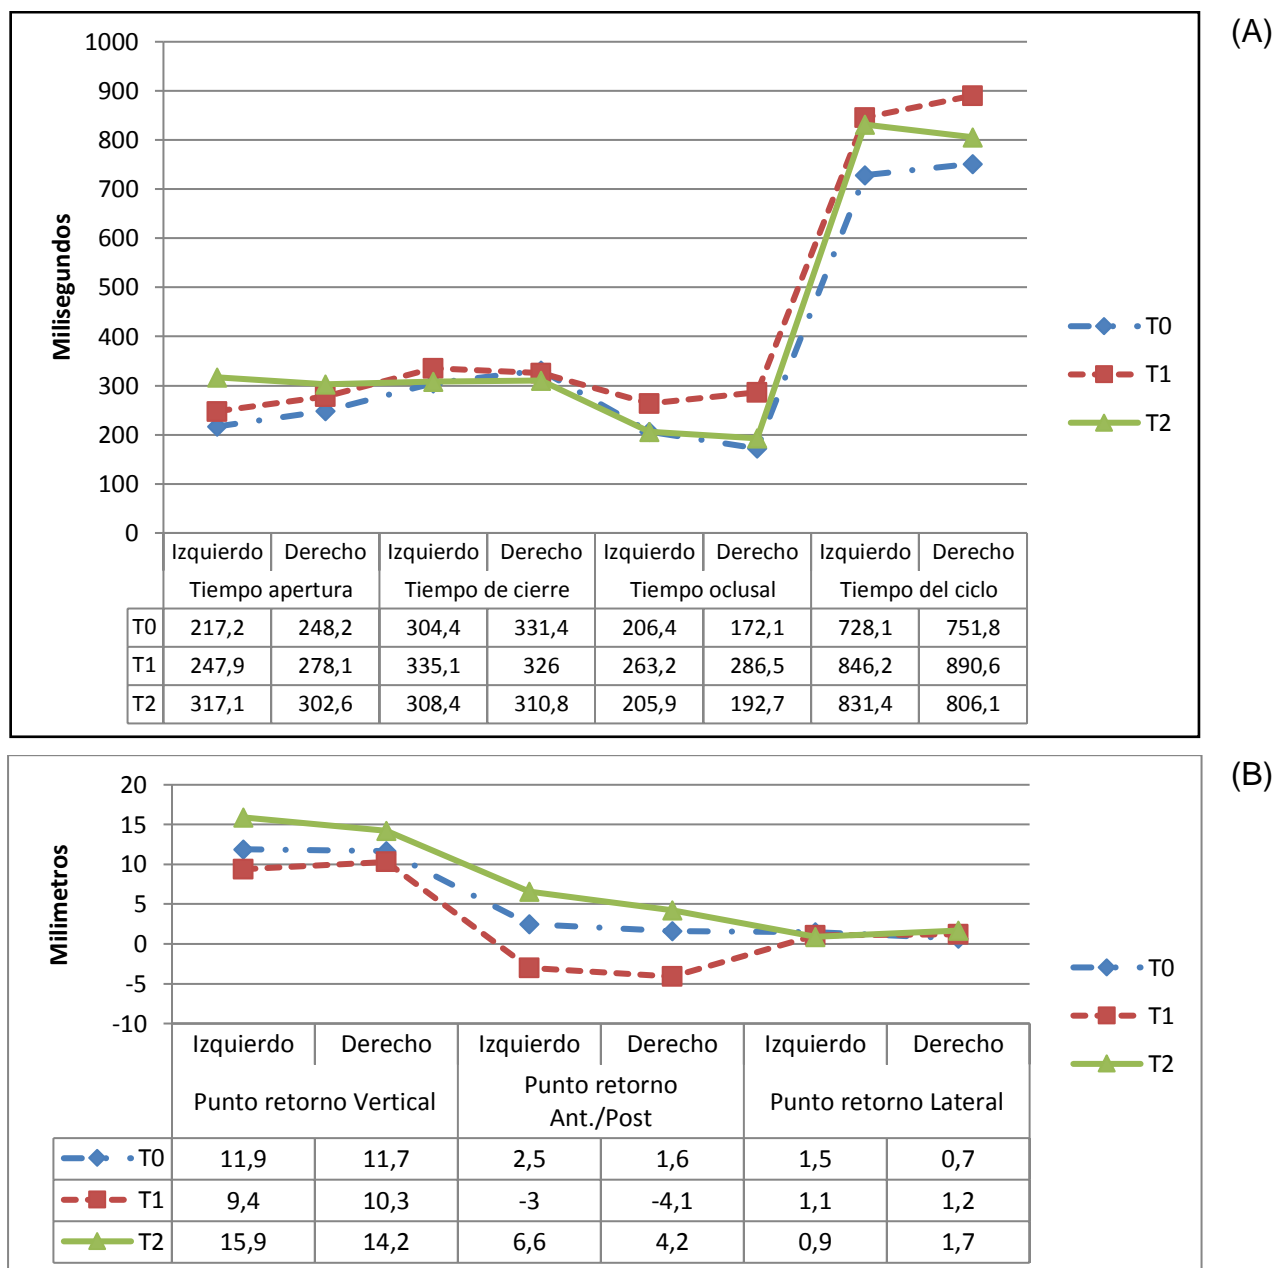 (A)
1000
900
800
700
600
500
400
300
200
100
0
Milisegundos
T0
T1
T2
Izquierdo Derecho Izquierdo Derecho Izquierdo Derecho Izquierdo Derecho
Tiempo apertura Tiempo de cierre Tiempo oclusal Tiempo del ciclo
T0 217,2 248,2 304,4 331,4 206,4 172,1 728,1 751,8
T1 247,9 278,1 335,1 326 263,2 286,5 846,2 890,6
T2 317,1 302,6 308,4 310,8 205,9 192,7 831,4 806,1
(B)
20
15
10
5
0
-5
-10
Milimetros
T0
T1
T2
Izquierdo Derecho Izquierdo Derecho Izquierdo Derecho
Punto retorno Vertical Punto retorno Ant./Post Punto retorno Lateral
T0 11,9 11,7 2,5 1,6 1,5 0,7
T1 9,4 10,3 -3 -4,1 1,1 1,2
T2 15,9 14,2 6,6 4,2 0,9 1,7